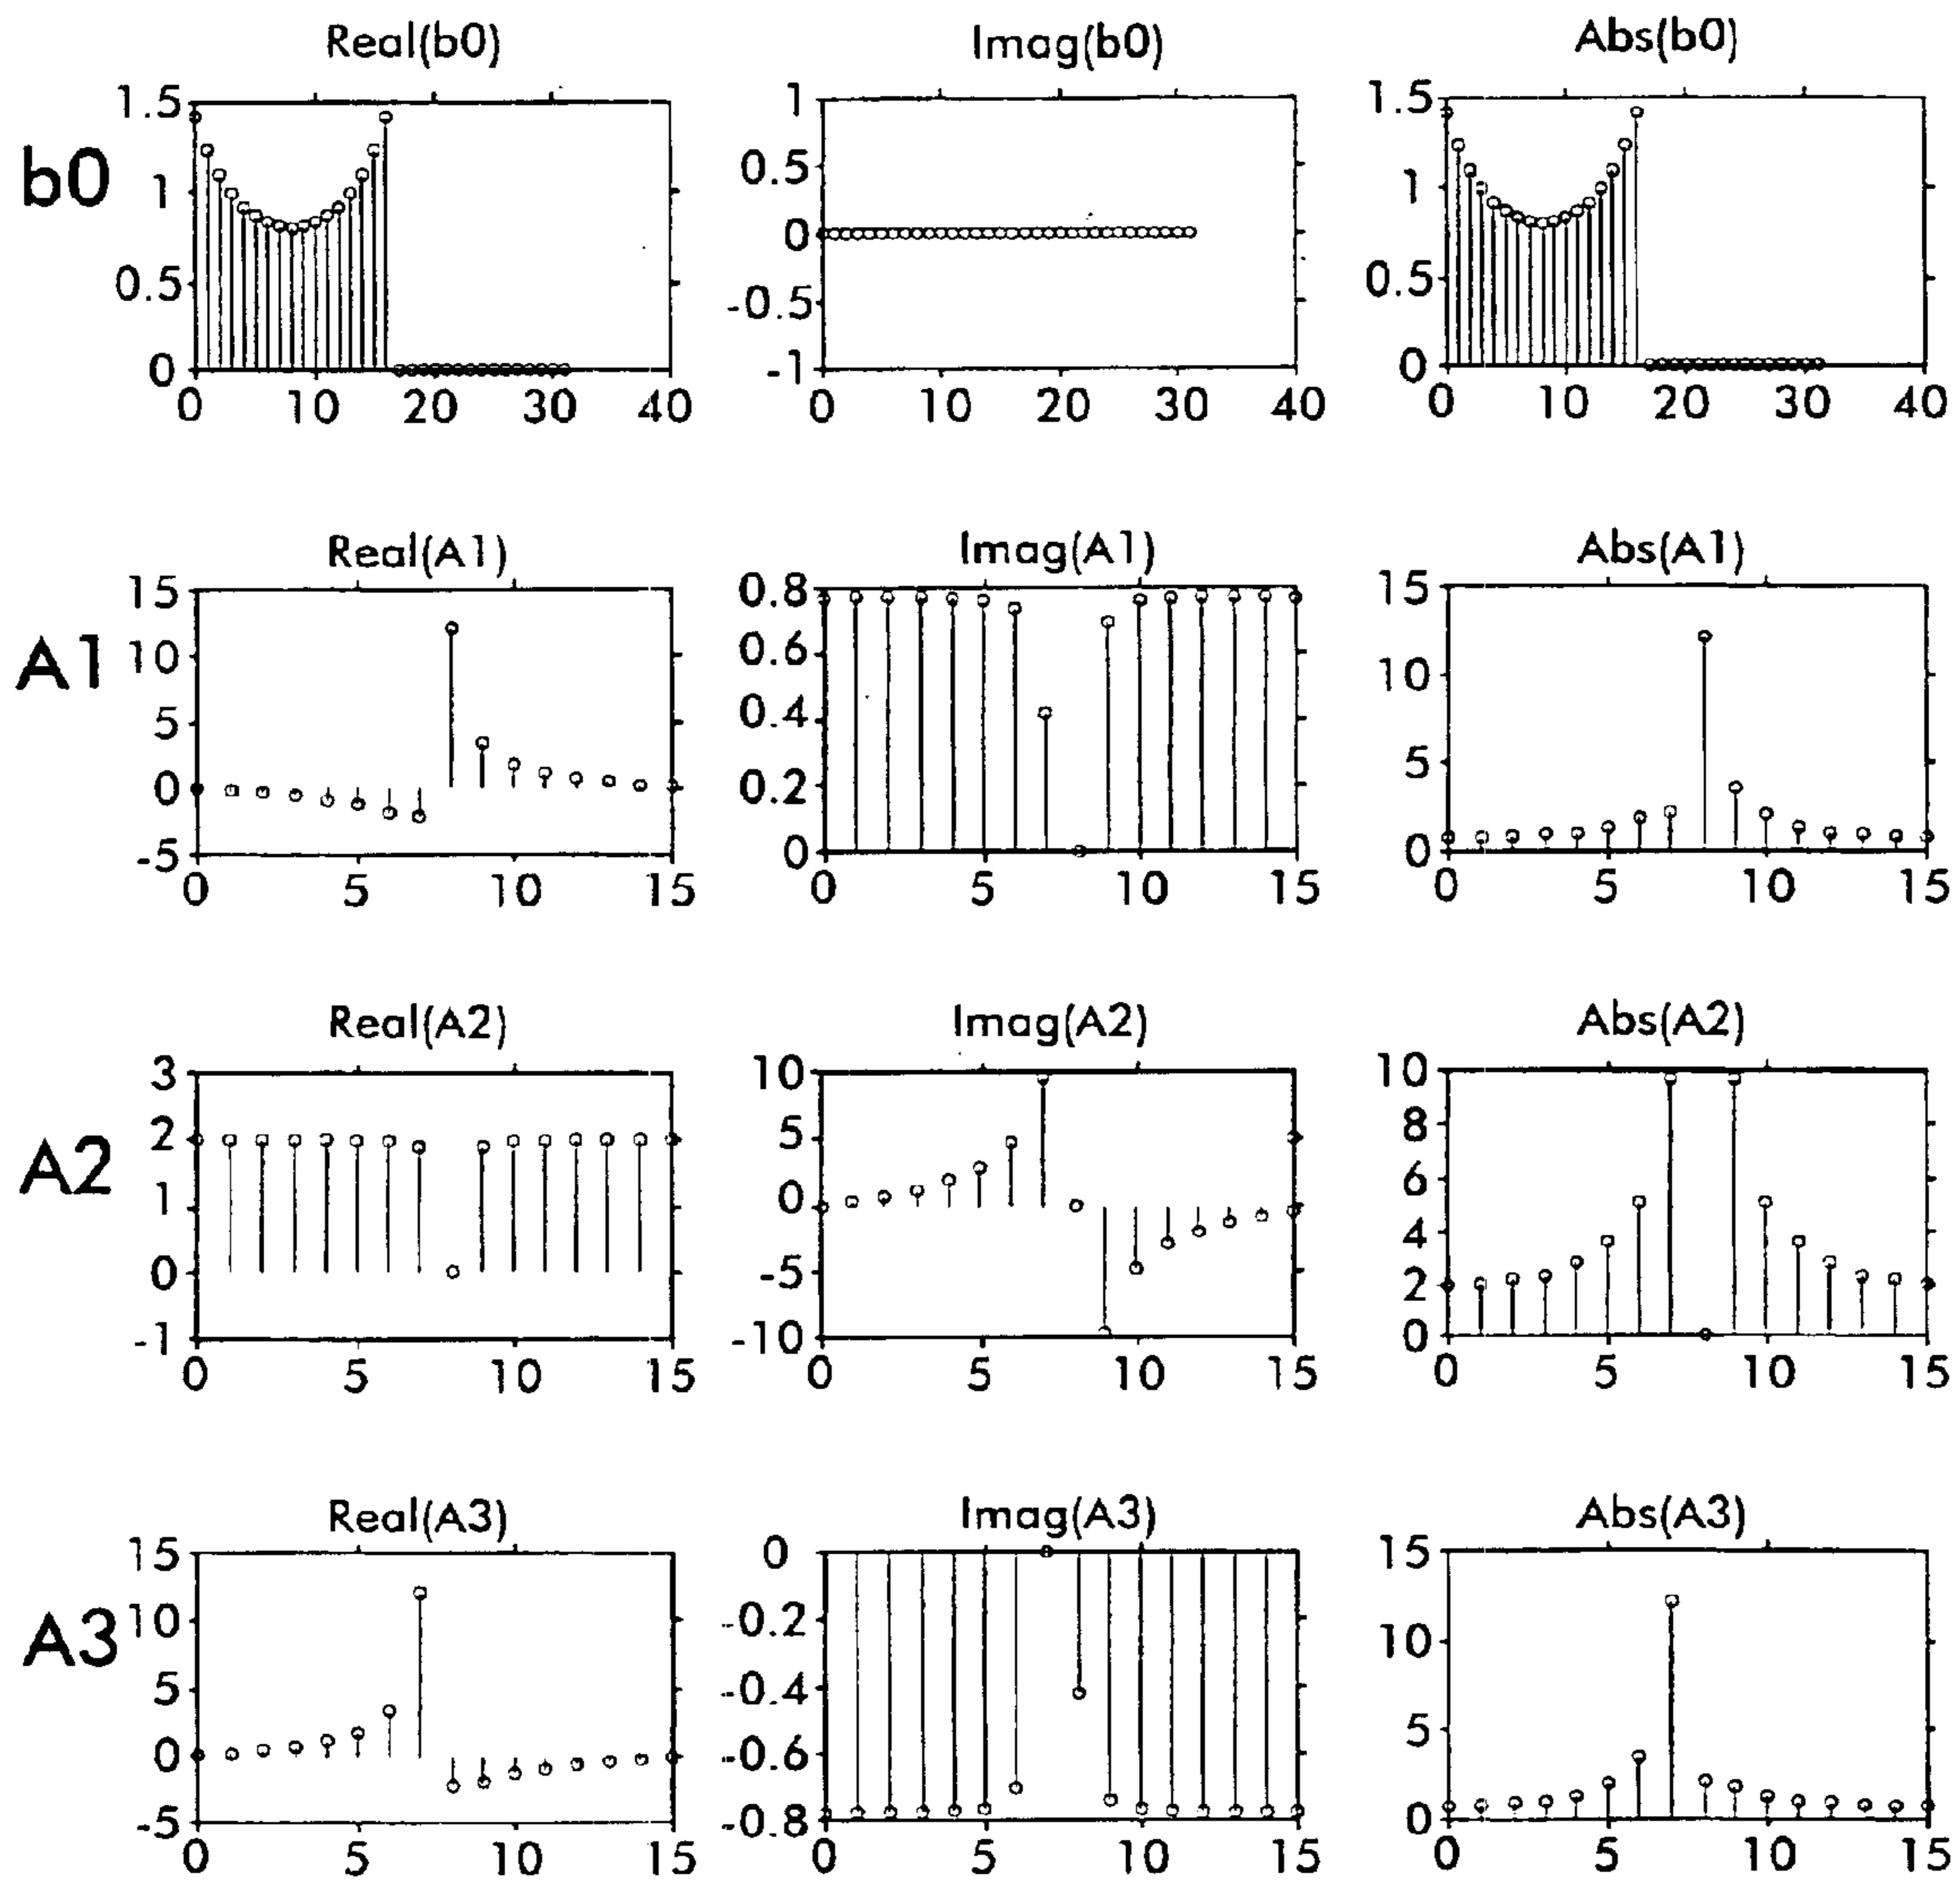 Real(b0) Imag(b0) Abs(b0)
b0
1.5
1
0.5
0
0 10 20 30 40
1
0.5
0
-0.5
-1
0 10 20 30 40
1.5
1
0.5
0
0 10 20 30 40
Real(A1) Imag(A1) Abs(A1)
A1
15
10
5
0
-5
0 5 10 15
0.8
0.6
0.4
0.2
0
0 5 10 15
15
10
5
0
0 5 10 15
Real(A2) Imag(A2) Abs(A2)
A2
3
2
1
0
-1
0 5 10 15
10
5
0
-5
-10
0 5 10 15
10
8
6
4
2
0
0 5 10 15
Real(A3) Imag(A3) Abs(A3)
A3
15
10
5
0
-5
0 5 10 15
0
-0.2
-0.4
-0.6
-0.8
0 5 10 15
15
10
5
0
0 5 10 15